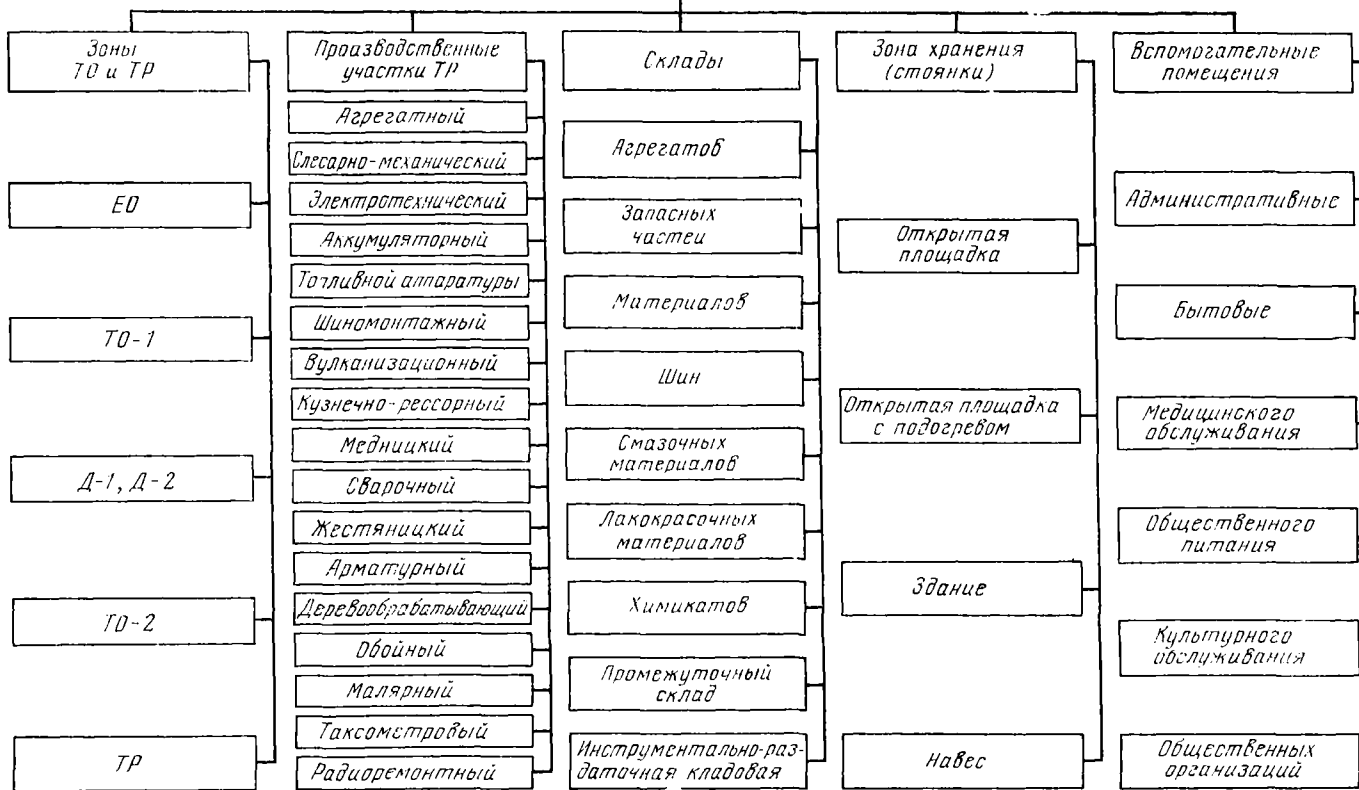 Зоны
ТО и ТР
ЕО
ТО-1
Д-1, Д-2
ТО-2
ТР
Производственные
участки ТР
Агрегатный
Слесарно-механический
Электротехнический
Аккумуляторный
Топливной аппаратуры
Шиномонтажный
Вулканизационный
Кузнечно-рессорный
Медницкий
Сварочный
Жестяницкий
Арматурный
Деревообрабатывающий
Обойный
Малярный
Таксометровый
Радиоремонтный
Склады
Агрегатов
Запасных
частей
Материалов
Шин
Смазочных
материалов
Лакокрасочных
материалов
Химикатов
Промежуточный
склад
Инструментально-раз-
даточная кладовая
Зона хранения
(стоянки)
Открытая
площадка
Открытая площадка
с подогревом
Здание
Навес
Вспомогательные
помещения
Административные
Бытовые
Медицинского
обслуживания
Общественного
питания
Культурного
обслуживания
Общественных
организаций